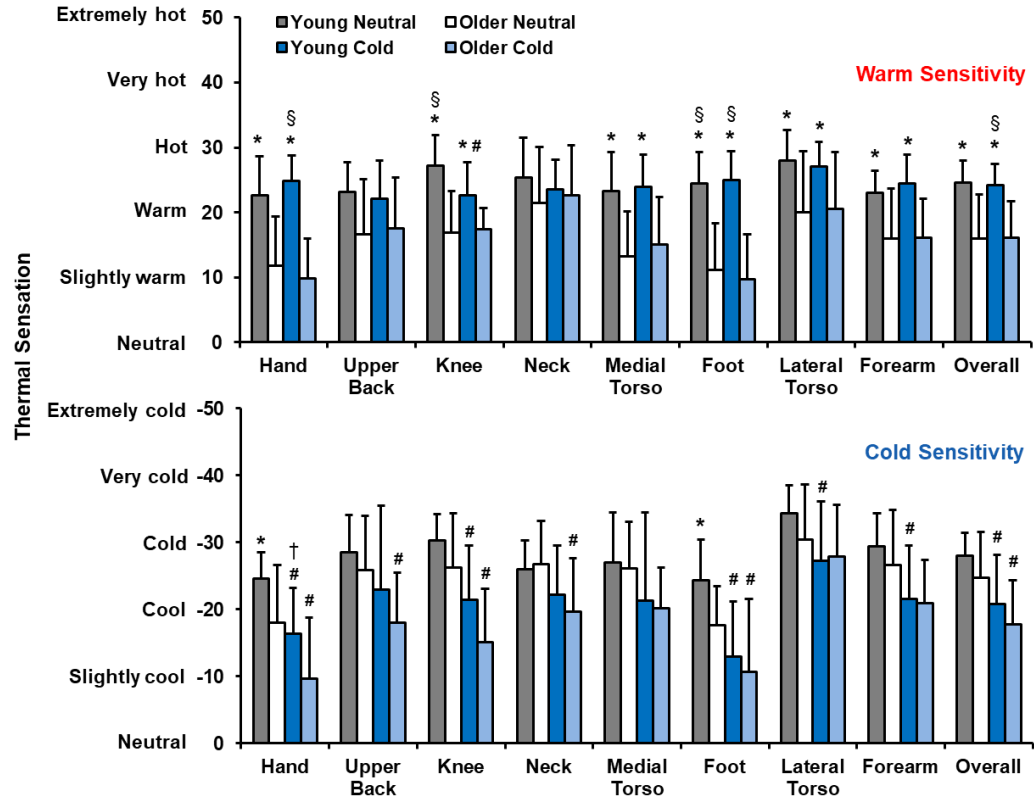 Thermal Sensation
Extremely hot 50
Young Neutral Older Neutral
Young Cold Older Cold
Very hot 40
Warm Sensitivity
Hot 30
Warm 20
Slightly warm 10
Neutral 0
* § * § * * # * * § * § * * * * * * § *
Hand Upper Back Knee Neck Medial Torso Foot Lateral Torso Forearm Overall
Extremely cold -50
Cold Sensitivity
Very cold -40
Cold -30
Cool -20
Slightly cool -10
Neutral 0
* † # # # # # # * # # # # # #
Hand Upper Back Knee Neck Medial Torso Foot Lateral Torso Forearm Overall